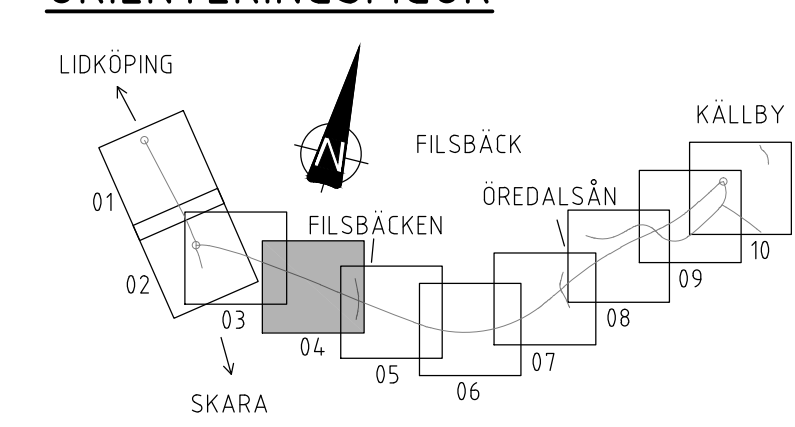 LIDKÖPING
KÄLLBY
N
FILSBÄCK
ÖREDALSÅN
01
FILSBÄCKEN
10
02
09
03
08
04
07
05
06
SKARA